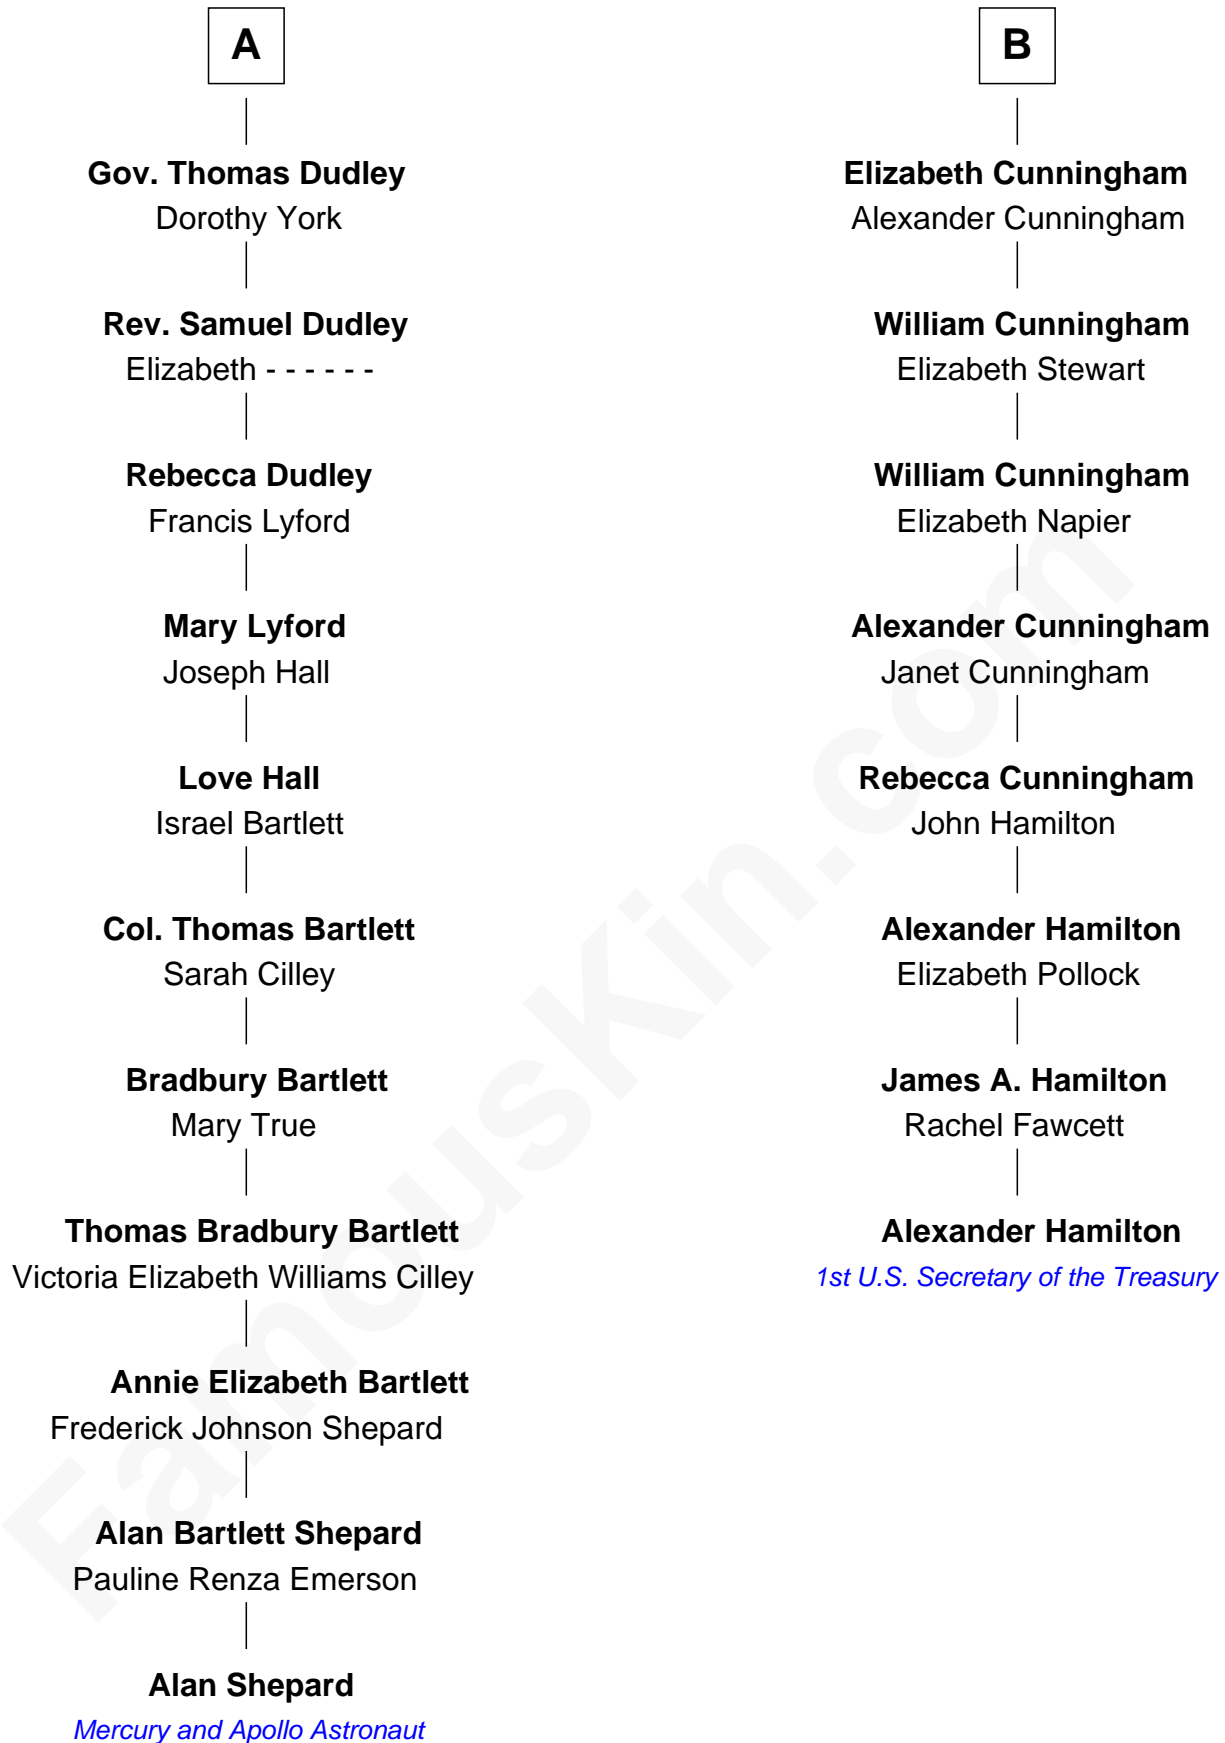 A
Gov. Thomas Dudley
Dorothy York
Rev. Samuel Dudley
Elizabeth - - - - - -
Rebecca Dudley
Francis Lyford
Mary Lyford
Joseph Hall
Love Hall
Israel Bartlett
Col. Thomas Bartlett
Sarah Cilley
Bradbury Bartlett
Mary True
Thomas Bradbury Bartlett
Victoria Elizabeth Williams Cilley
Annie Elizabeth Bartlett
Frederick Johnson Shepard
Alan Bartlett Shepard
Pauline Renza Emerson
Alan Shepard
Mercury and Apollo Astronaut
B
Elizabeth Cunningham
Alexander Cunningham
William Cunningham
Elizabeth Stewart
William Cunningham
Elizabeth Napier
Alexander Cunningham
Janet Cunningham
Rebecca Cunningham
John Hamilton
Alexander Hamilton
Elizabeth Pollock
James A. Hamilton
Rachel Fawcett
Alexander Hamilton
1st U.S. Secretary of the Treasury
FamousKin.com